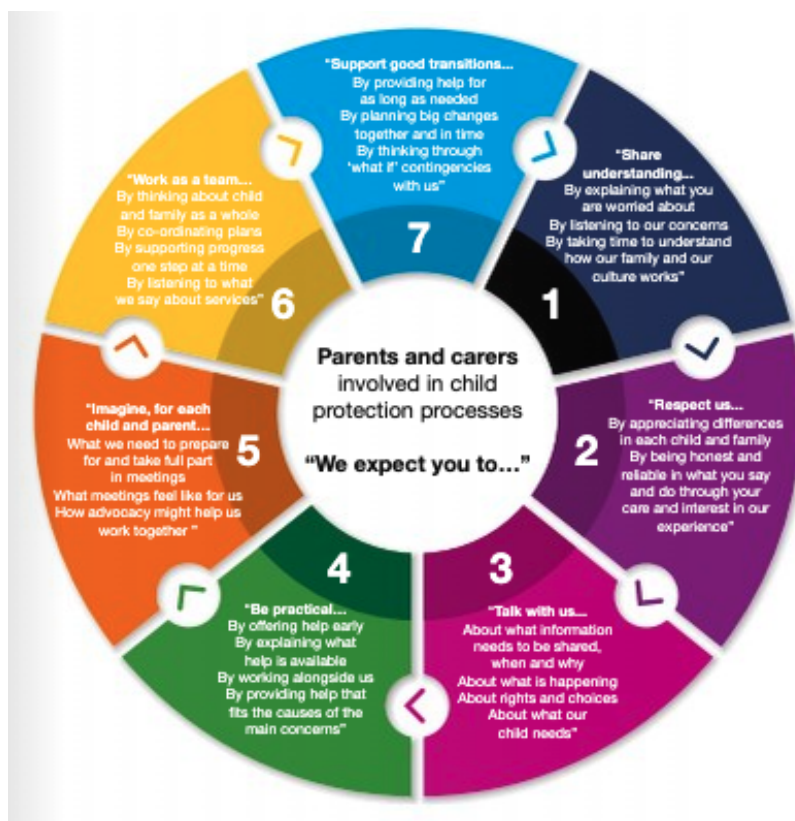 Parents and carers
involved in child
protection processes
"We expect you to..."
1
"Share
understanding...
By explaining what you
are worried about
By listening to our concerns
By taking time to understand
how our family and our
culture works"
2
"Respect us...
By appreciating differences
in each child and family
By being honest and
reliable in what you say
and do through your
care and interest in our
experience"
3
"Talk with us...
About what information
needs to be shared,
when and why
About what is happening
About rights and choices
About what our
child needs"
4
"Be practical...
By offering help early
By explaining what
help is available
By working alongside us
By providing help that
fits the causes of the
main concerns"
5
"Imagine, for each
child and parent...
What we need to prepare
for and take full part
in meetings
What meetings feel like for us
How advocacy might help us
work together "
6
"Work as a team...
By thinking about child
and family as a whole
By co-ordinating plans
By supporting progress
one step at a time
By listening to what
we say about services"
7
"Support good transitions...
By providing help for
as long as needed
By planning big changes
together and in time
By thinking through
'what if' contingencies
with us"